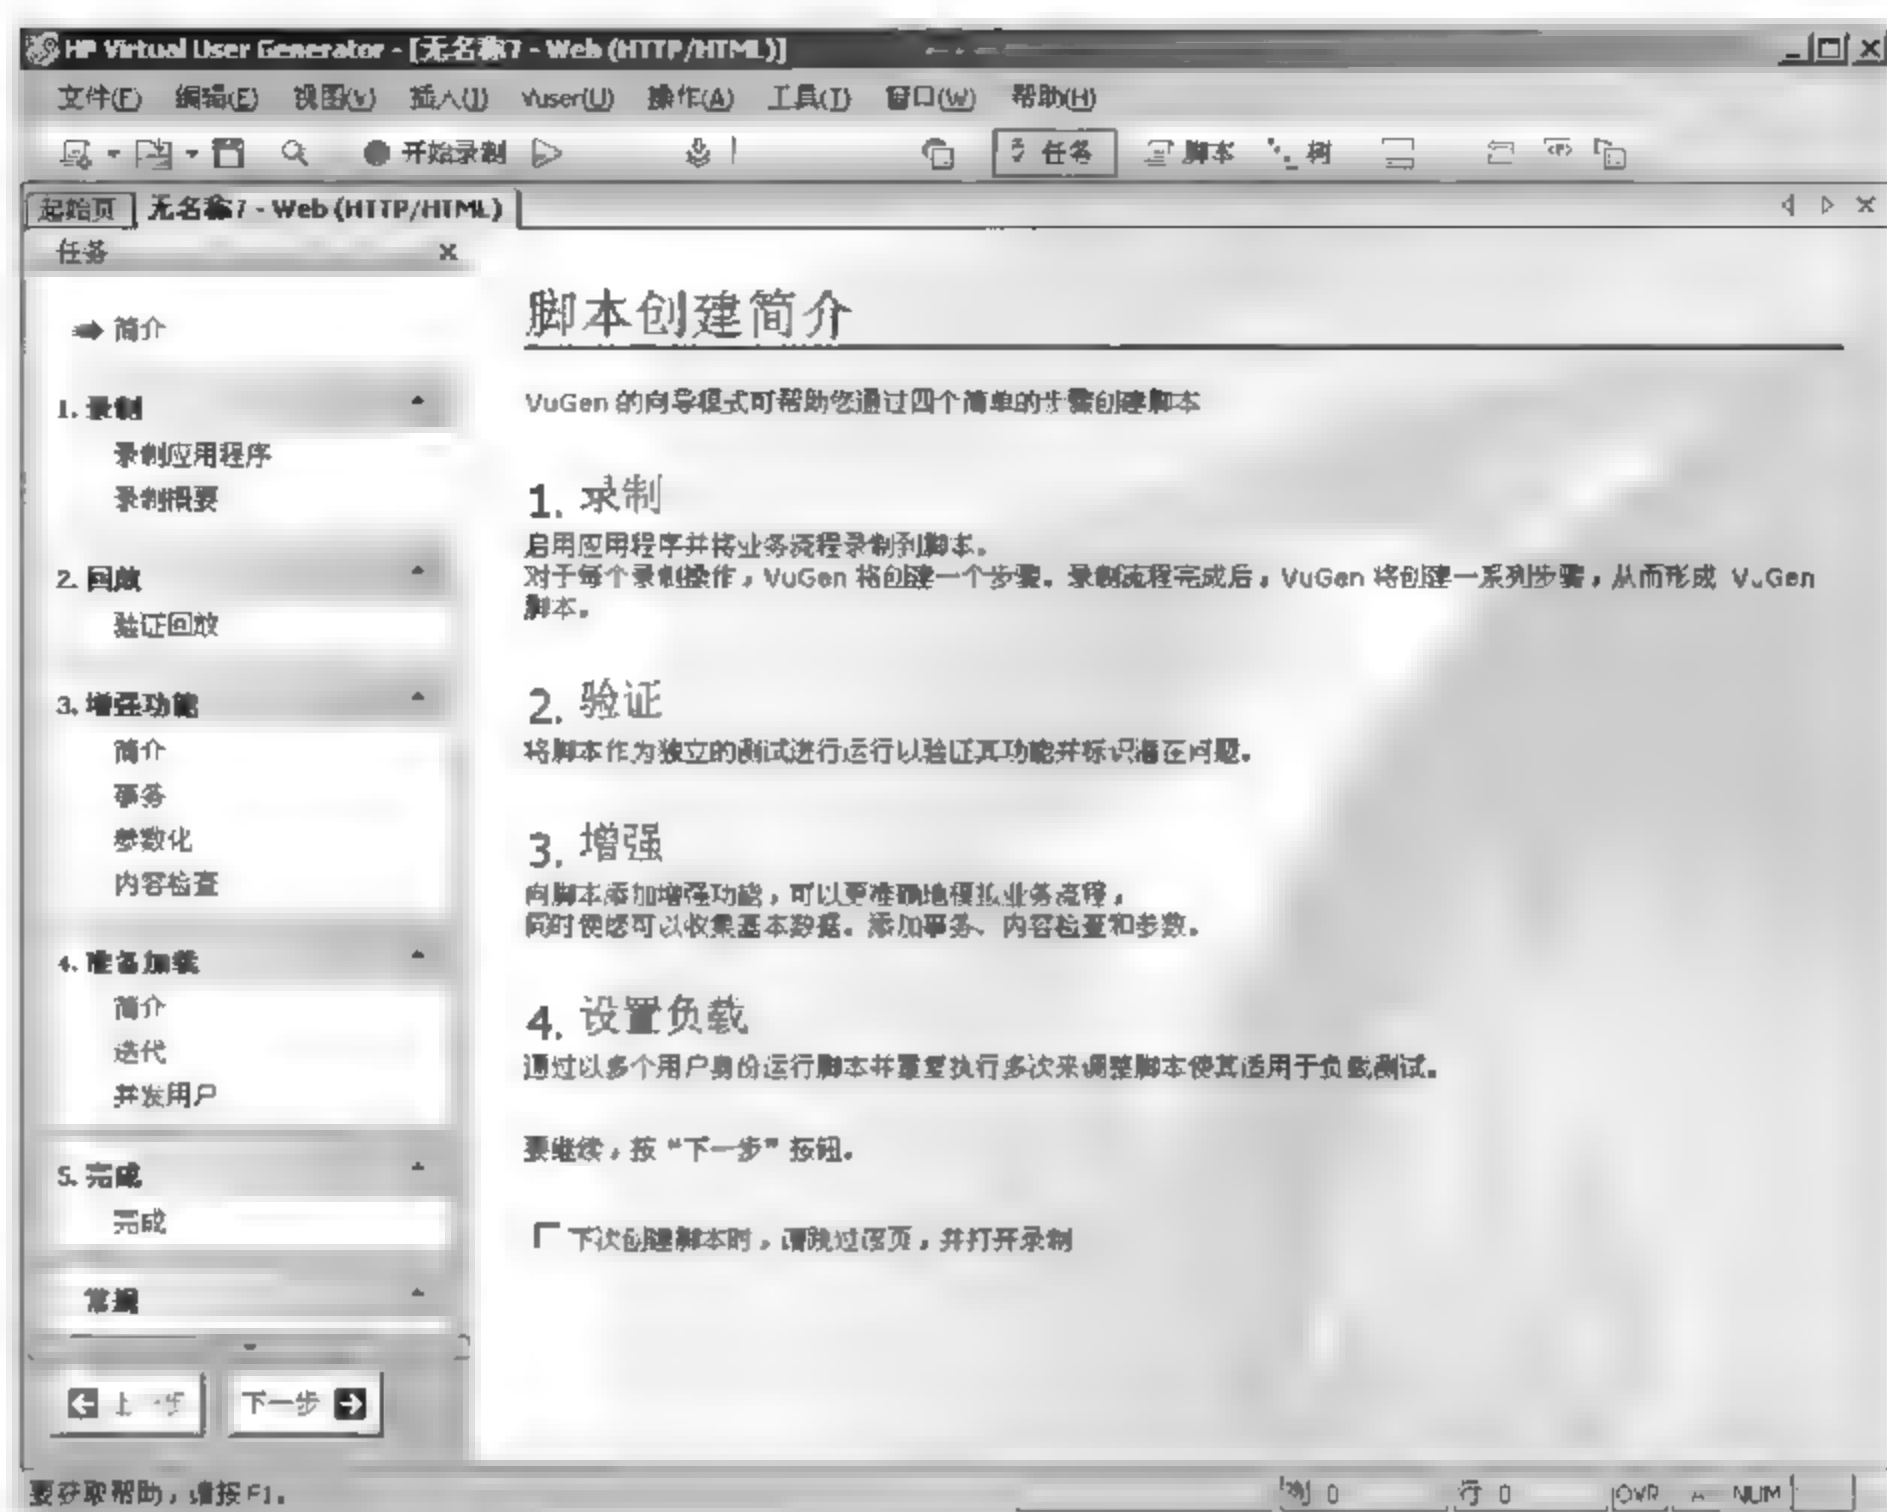 HP Virtual User Generator - [无名称7 - Web (HTTP/HTML)]
文件(F) 编辑(E) 视图(V) 插入(I) Vuser(U) 操作(A) 工具(T) 窗口(W) 帮助(H)
开始录制 任务 脚本 树
起始页 无名称7 - Web (HTTP/HTML)
任务
简介
1. 录制
录制应用程序
录制概要
2. 回放
验证回放
3. 增强功能
简介
事务
参数化
内容检查
4. 准备加载
简介
迭代
并发用户
5. 完成
完成
常规
上一步 下一步
脚本创建简介
VuGen 的向导模式可帮助您通过四个简单的步骤创建脚本
1. 录制
启用应用程序并将业务流程录制到脚本。
对于每个录制操作，VuGen 将创建一个步骤。录制流程完成后，VuGen 将创建一系列步骤，从而形成 VuGen
脚本。
2. 验证
将脚本作为独立的测试进行运行以验证其功能并标识潜在问题。
3. 增强
向脚本添加增强功能，可以更准确地模拟业务流程，
同时使您可以收集基本数据。添加事务、内容检查和参数。
4. 设置负载
通过以多个用户身份运行脚本并重复执行多次来调整脚本使其适用于负载测试。
要继续，按“下一步”按钮。
下次创建脚本时，请跳过该页，并打开录制
要获取帮助，请按 F1。
列 0 行 0 OVR NUM